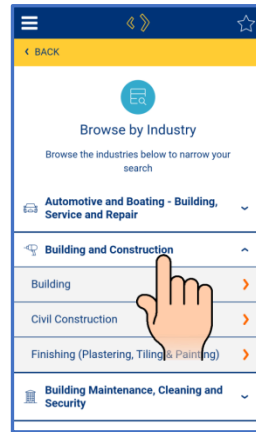 BACK
Browse by Industry
Browse the industries below to narrow your
search
Automotive and Boating - Building,
Service and Repair
Building and Construction
Building
Civil Construction
Finishing (Plastering, Tiling & Painting)
Building Maintenance, Cleaning and
Security